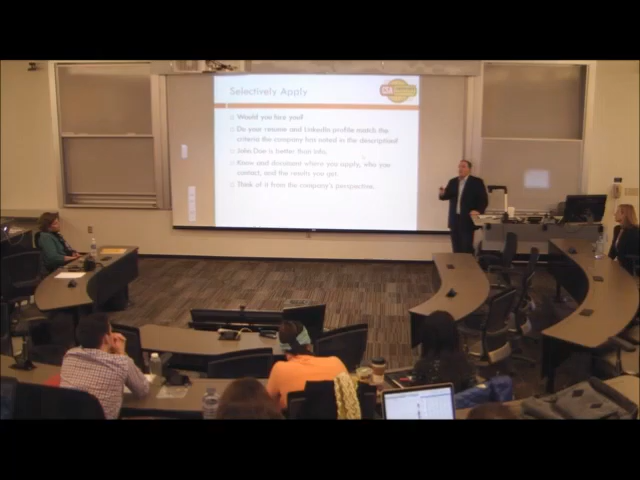 Selectively Apply
Would you hire you?
Do your resume and LinkedIn profile match the
criteria the company has noted in the description?
John Doe is better than Info.
Know and document where you apply, who you
contact, and the results you get.
Think of it from the company's perspective.